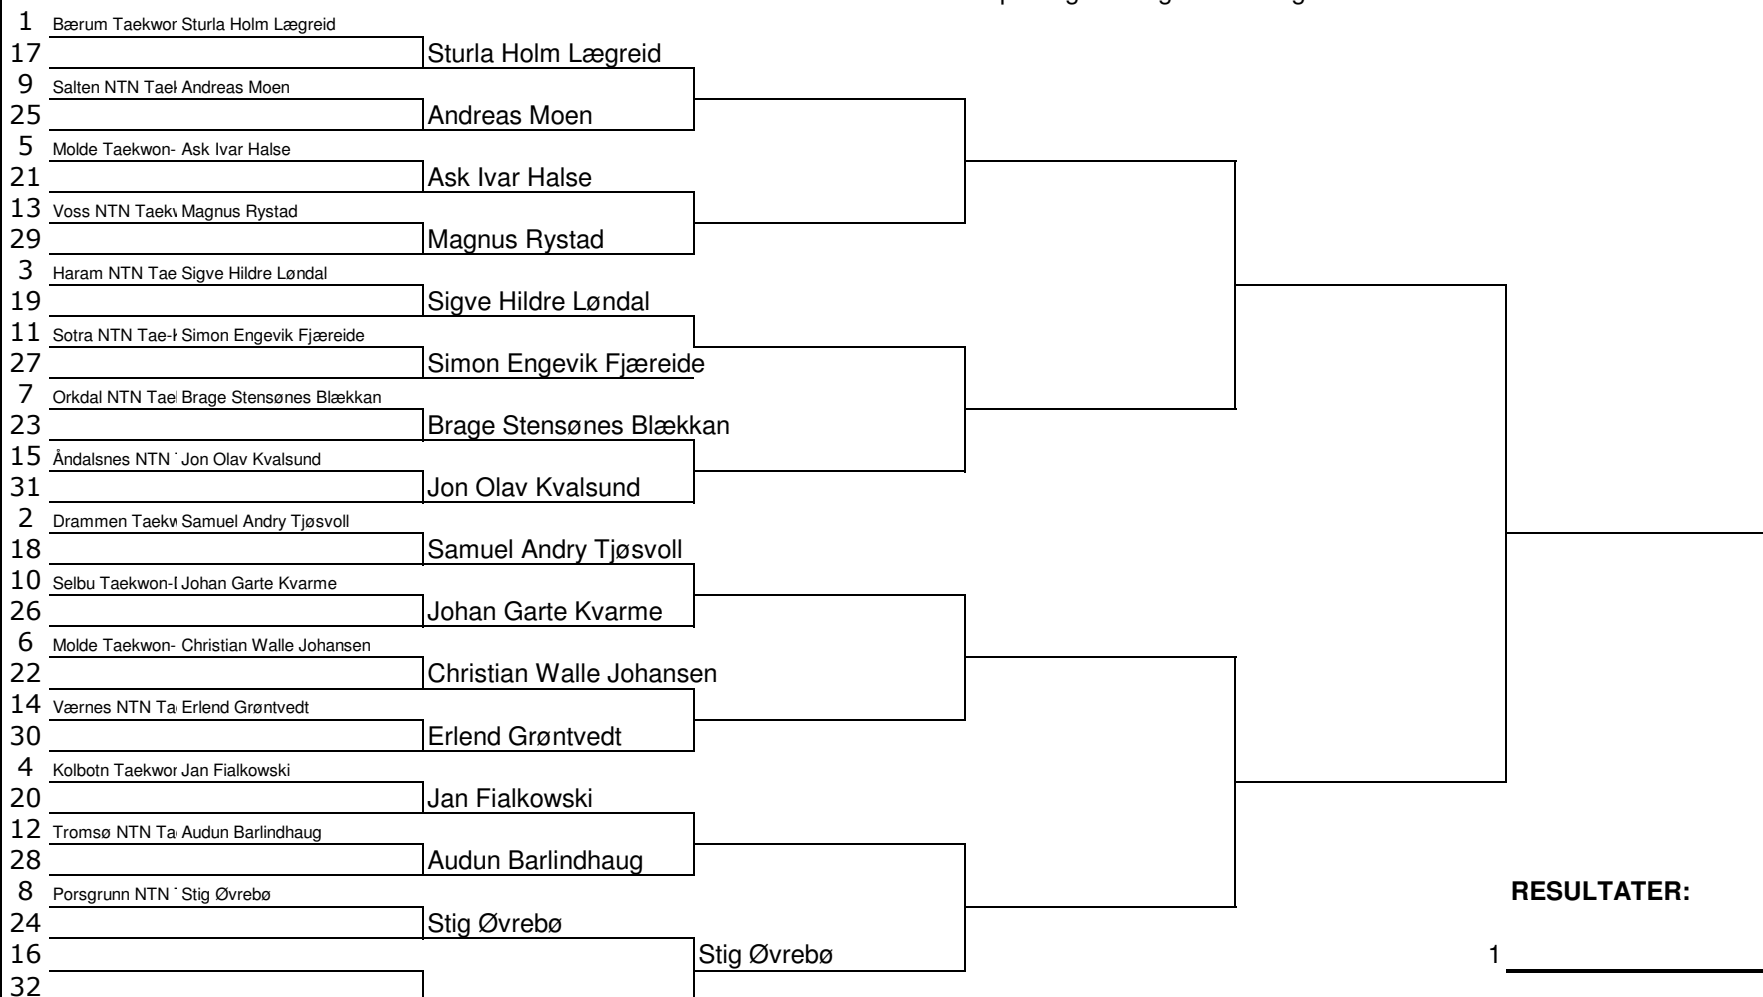 1 Bærum Taekwor Sturla Holm Lægreid
17 Sturla Holm Lægreid
9 Salten NTN Tael Andreas Moen
25 Andreas Moen
5 Molde Taekwon- Ask Ivar Halse
21 Ask Ivar Halse
13 Voss NTN Taekv Magnus Rystad
29 Magnus Rystad
3 Haram NTN Tae Sigve Hildre Løndal
19 Sigve Hildre Løndal
11 Sotra NTN Tae-k Simon Engevik Fjæreide
27 Simon Engevik Fjæreide
7 Orkdal NTN Tael Brage Stensønes Blækkan
23 Brage Stensønes Blækkan
15 Åndalsnes NTN Jon Olav Kvalsund
31 Jon Olav Kvalsund
2 Drammen Taekw Samuel Andry Tjøsvoll
18 Samuel Andry Tjøsvoll
10 Selbu Taekwon-D Johan Garte Kvarme
26 Johan Garte Kvarme
6 Molde Taekwon- Christian Walle Johansen
22 Christian Walle Johansen
14 Værnes NTN Ta Erlend Grøntvedt
30 Erlend Grøntvedt
4 Kolbotn Taekwor Jan Fialkowski
20 Jan Fialkowski
12 Tromsø NTN Ta Audun Barlindhaug
28 Audun Barlindhaug
8 Porsgrunn NTN Stig Øvrebø
RESULTATER:
24 Stig Øvrebø
16 Stig Øvrebø 1
32